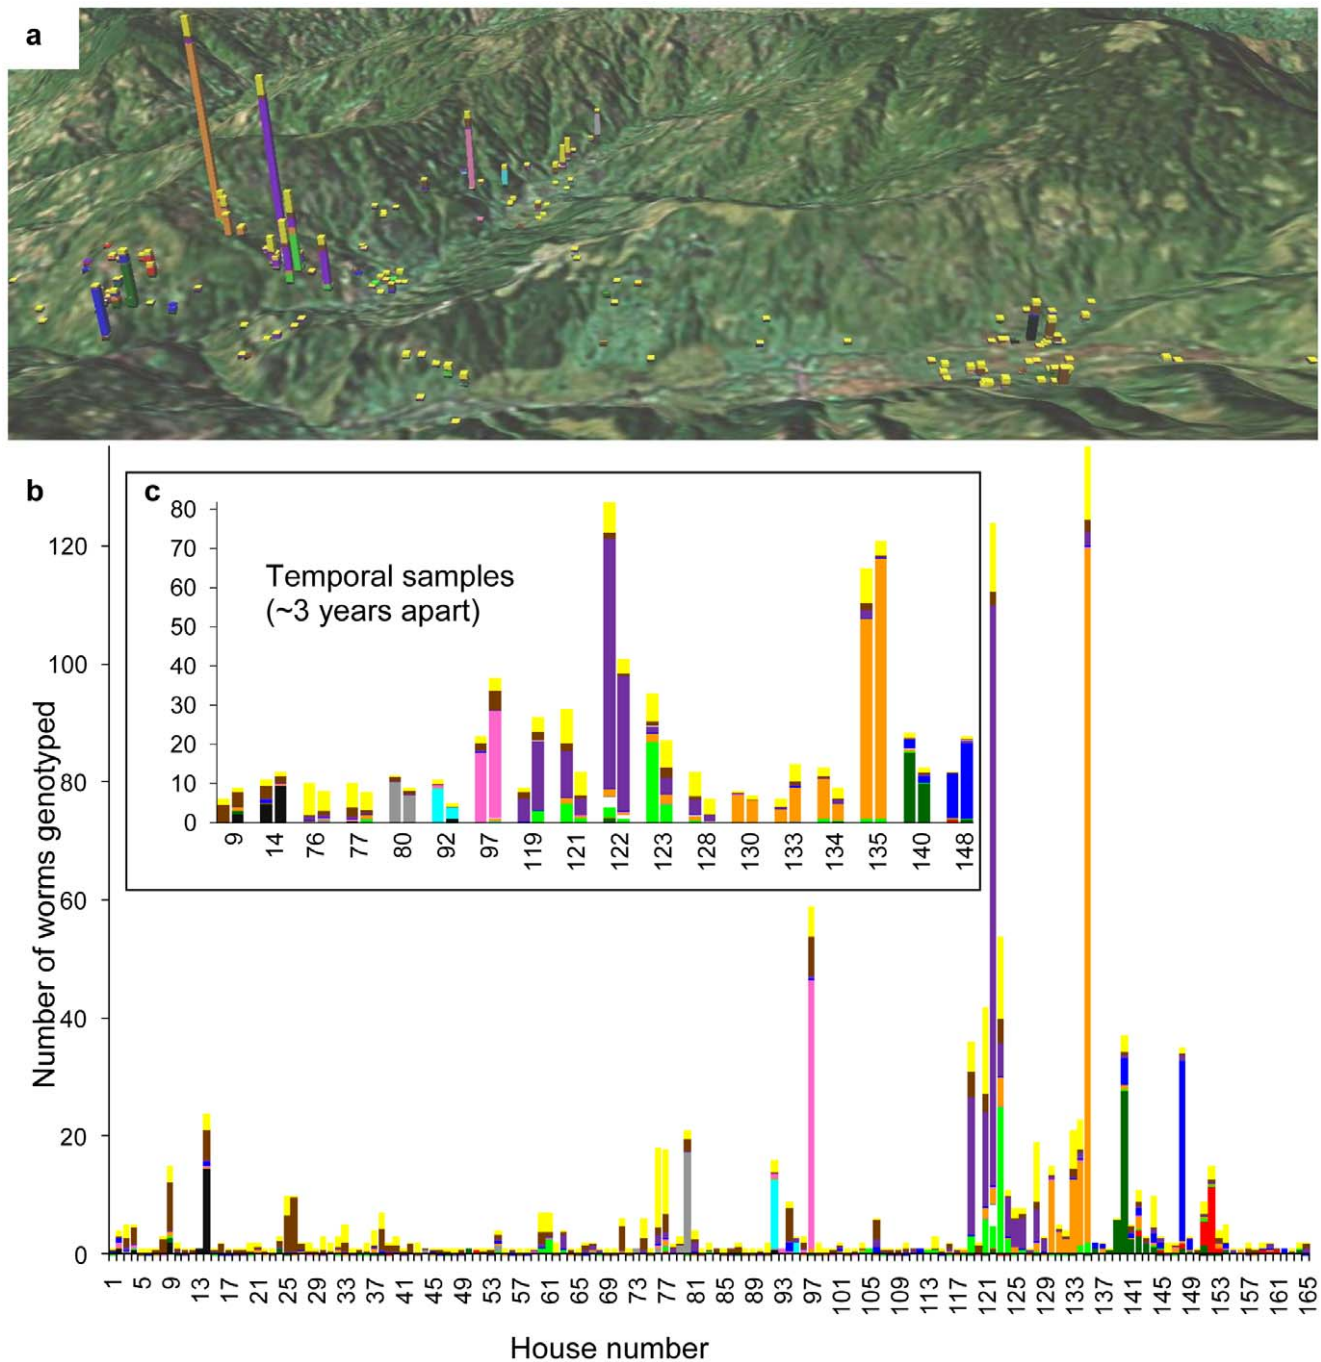 a
b
c
80
70
60
50
40
30
20
10
0
Temporal samples
(~3 years apart)
9 14 76 77 80 92 97 119 121 122 123 128 130 133 134 135 140 148
Number of worms genotyped
120
100
80
60
40
20
0
1 5 9 13 17 21 25 29 33 37 41 45 49 53 57 61 65 69 73 77 81 85 89 93 97 101 105 109 113 117 121 125 129 133 137 141 145 149 153 157 161 165
House number